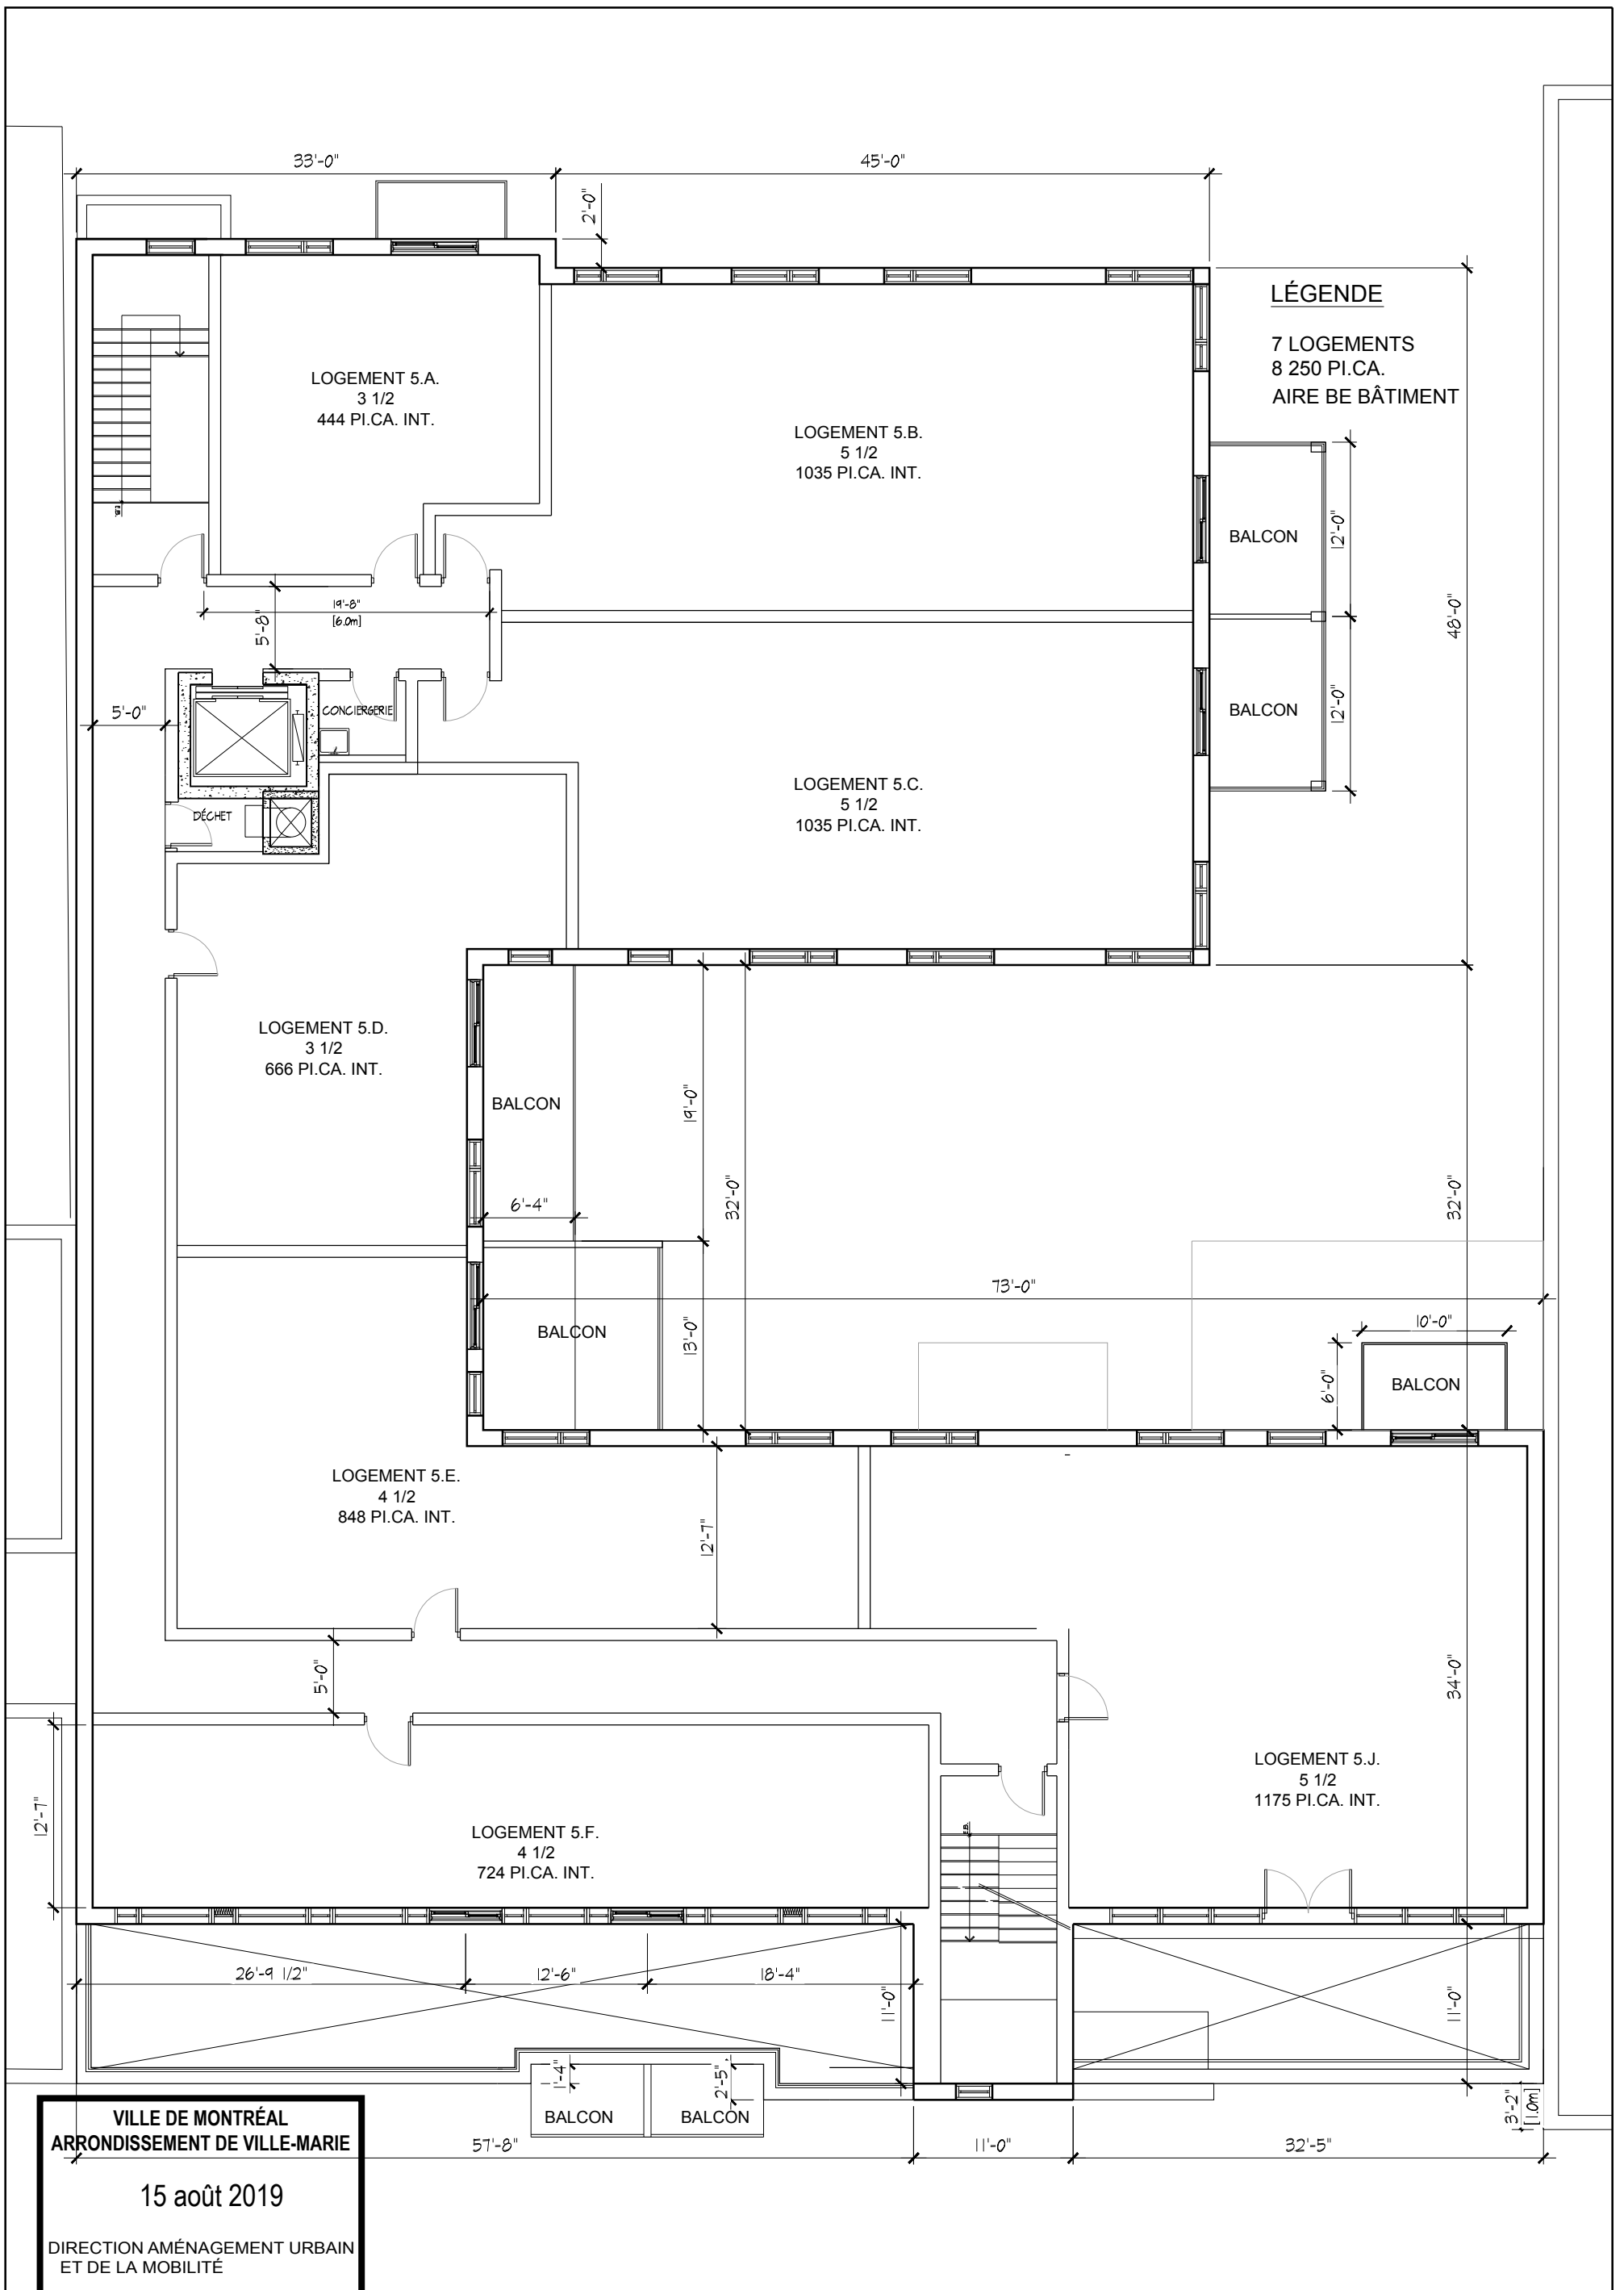 33'-0"
45'-0"
2'-0"
LÉGENDE
7 LOGEMENTS
8 250 PI.CA.
AIRE BE BÂTIMENT
LOGEMENT 5.A.
3 1/2
444 PI.CA. INT.
LOGEMENT 5.B.
5 1/2
1035 PI.CA. INT.
BALCON
12'-0"
48'-0"
19'-8"
[6.0m]
5'-8"
5'-0"
CONCIERGERIE
BALCON
12'-0"
DÉCHET
LOGEMENT 5.C.
5 1/2
1035 PI.CA. INT.
LOGEMENT 5.D.
3 1/2
666 PI.CA. INT.
BALCON
19'-0"
6'-4"
32'-0"
32'-0"
73'-0"
BALCON
13'-0"
10'-0"
6'-0"
BALCON
LOGEMENT 5.E.
4 1/2
848 PI.CA. INT.
12'-7"
5'-0"
34'-0"
LOGEMENT 5.J.
5 1/2
1175 PI.CA. INT.
12'-7"
LOGEMENT 5.F.
4 1/2
724 PI.CA. INT.
26'-9 1/2"
12'-6"
18'-4"
11'-0"
11'-0"
1'-4"
2'-5"
BALCON
BALCON
3'-2"
[1.0m]
57'-8"
11'-0"
32'-5"
VILLE DE MONTRÉAL
ARRONDISSEMENT DE VILLE-MARIE
15 août 2019
DIRECTION AMÉNAGEMENT URBAIN
ET DE LA MOBILITÉ